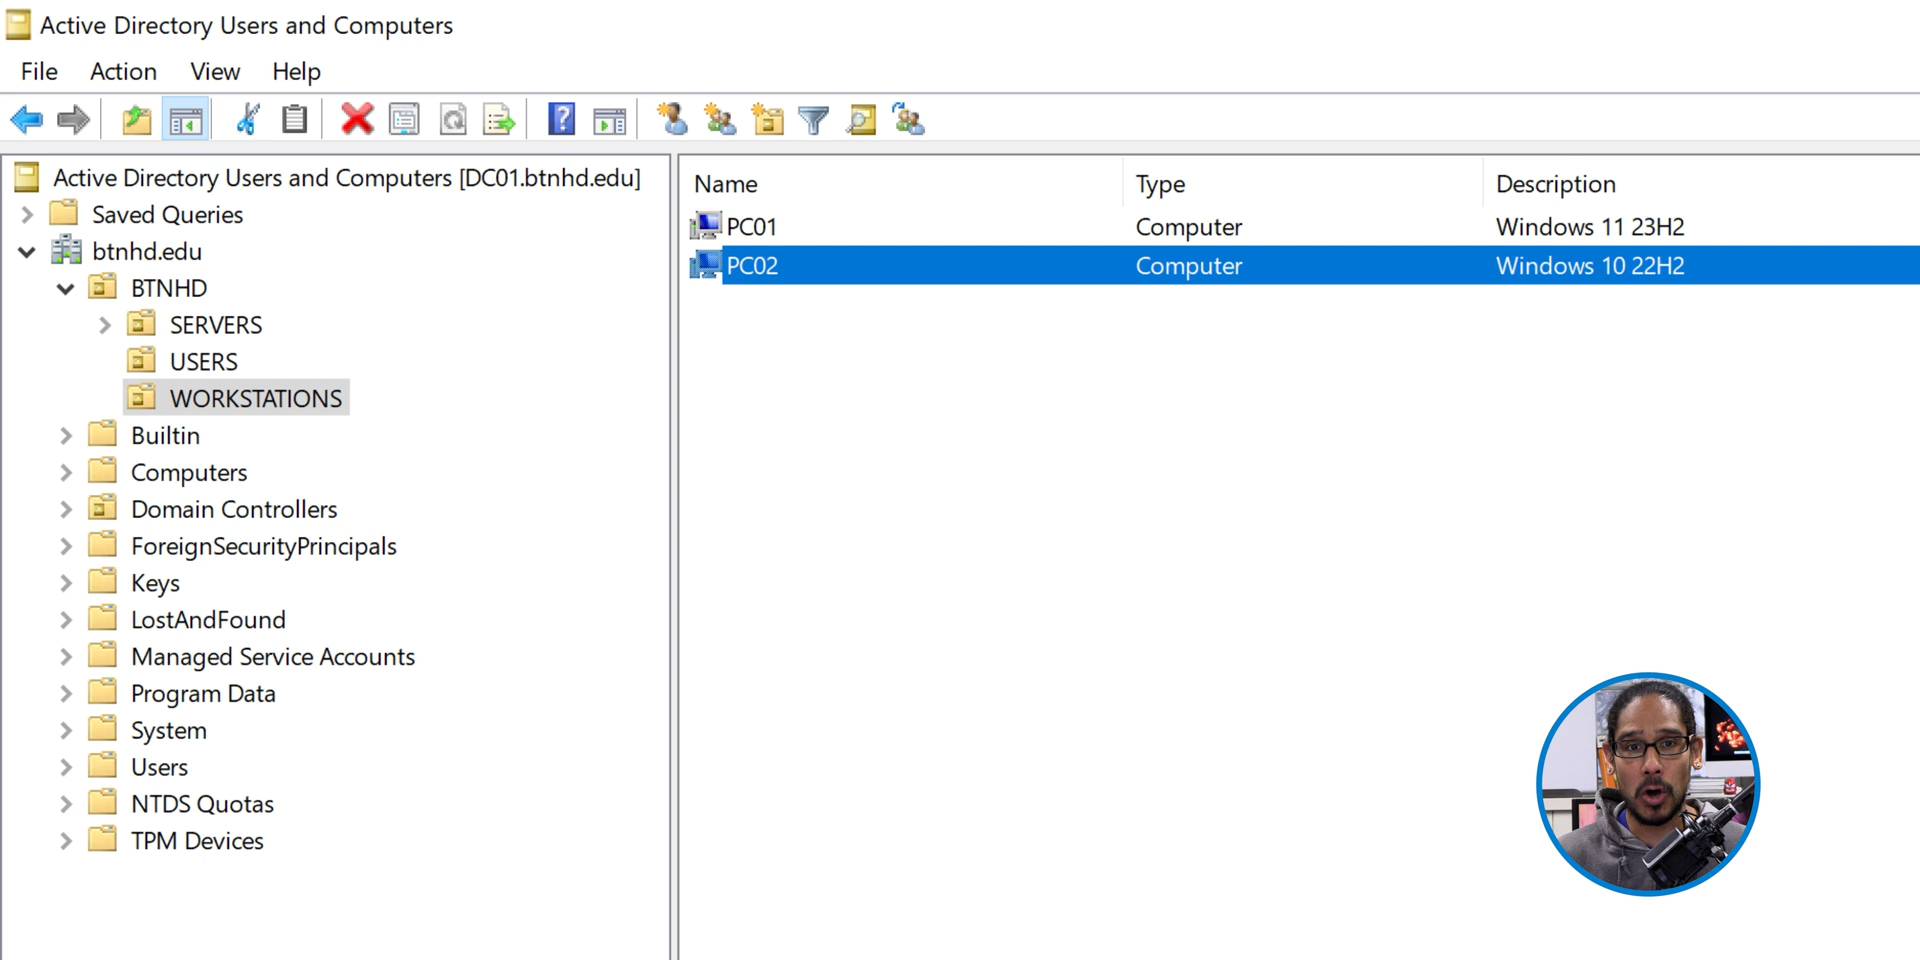 Active Directory Users and Computers
File Action View Help
Active Directory Users and Computers [DC01.btnhd.edu]
Saved Queries
btnhd.edu
BTNHD
SERVERS
USERS
WORKSTATIONS
Builtin
Computers
Domain Controllers
ForeignSecurityPrincipals
Keys
LostAndFound
Managed Service Accounts
Program Data
System
Users
NTDS Quotas
TPM Devices
Name Type Description
PC01 Computer Windows 11 23H2
PC02 Computer Windows 10 22H2